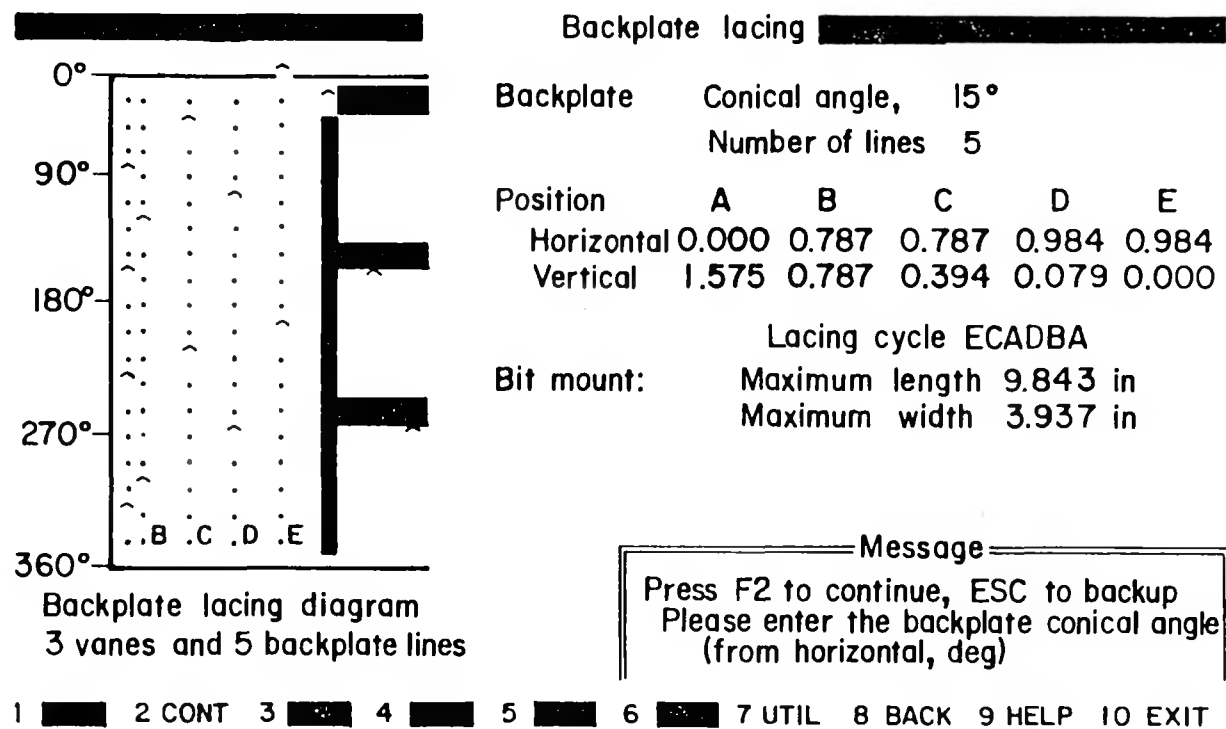 Backplate lacing
0°
90°
180°
270°
360°
B C D E
Backplate lacing diagram
3 vanes and 5 backplate lines
Backplate Conical angle, 15°
Number of lines 5
Position A B C D E
Horizontal 0.000 0.787 0.787 0.984 0.984
Vertical 1.575 0.787 0.394 0.079 0.000
Lacing cycle ECADBA
Bit mount: Maximum length 9.843 in
Maximum width 3.937 in
Message
Press F2 to continue, ESC to backup
Please enter the backplate conical angle
(from horizontal, deg)
1 2 CONT 3 4 5 6 7 UTIL 8 BACK 9 HELP 10 EXIT